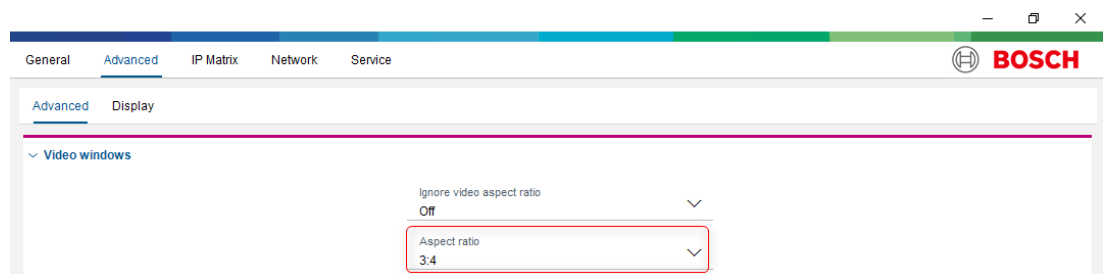 General Advanced IP Matrix Network Service BOSCH
Advanced Display
Video windows
Ignore video aspect ratio
Off
Aspect ratio
3:4